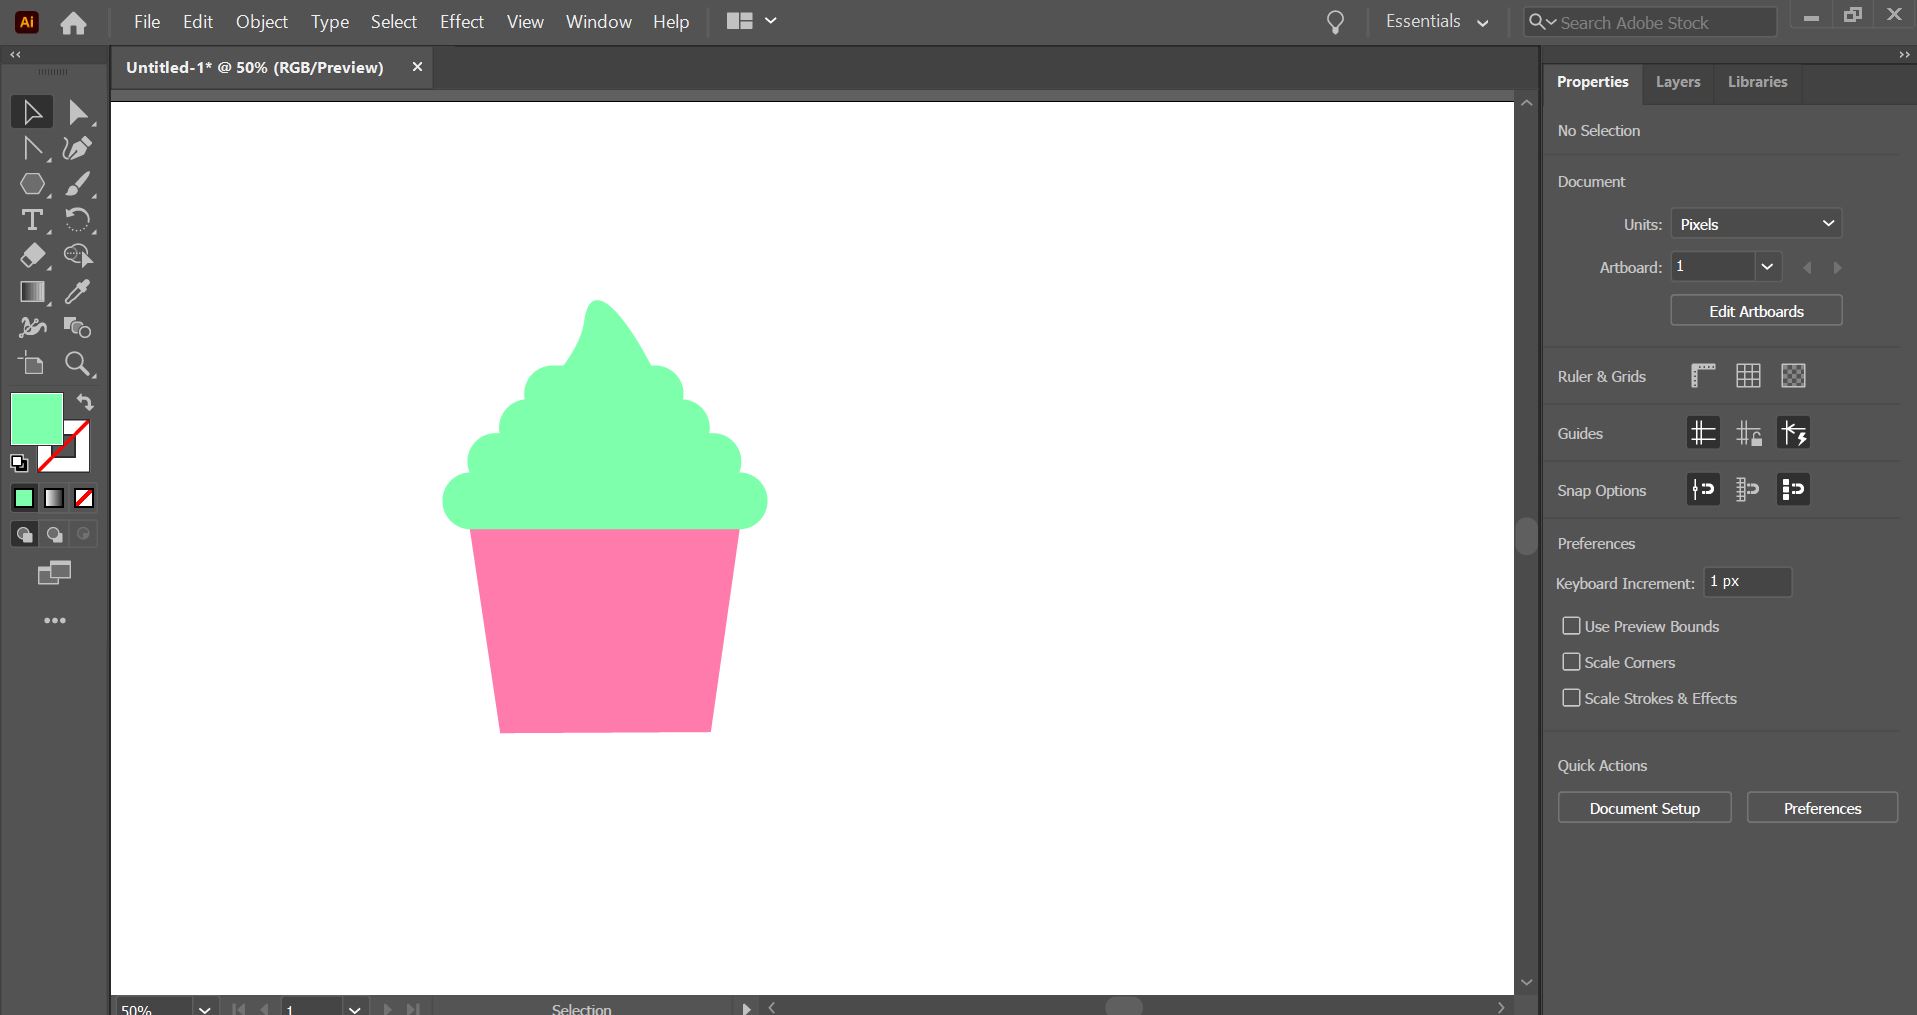 Ai File Edit Object Type Select Effect View Window Help Essentials Search Adobe Stock
Untitled-1* @ 50% (RGB/Preview)
Properties Layers Libraries
No Selection
Document
Units: Pixels
Artboard: 1
Edit Artboards
Ruler & Grids
Guides
Snap Options
Preferences
Keyboard Increment: 1 px
Use Preview Bounds
Scale Corners
Scale Strokes & Effects
Quick Actions
Document Setup Preferences
50% 1 Selection